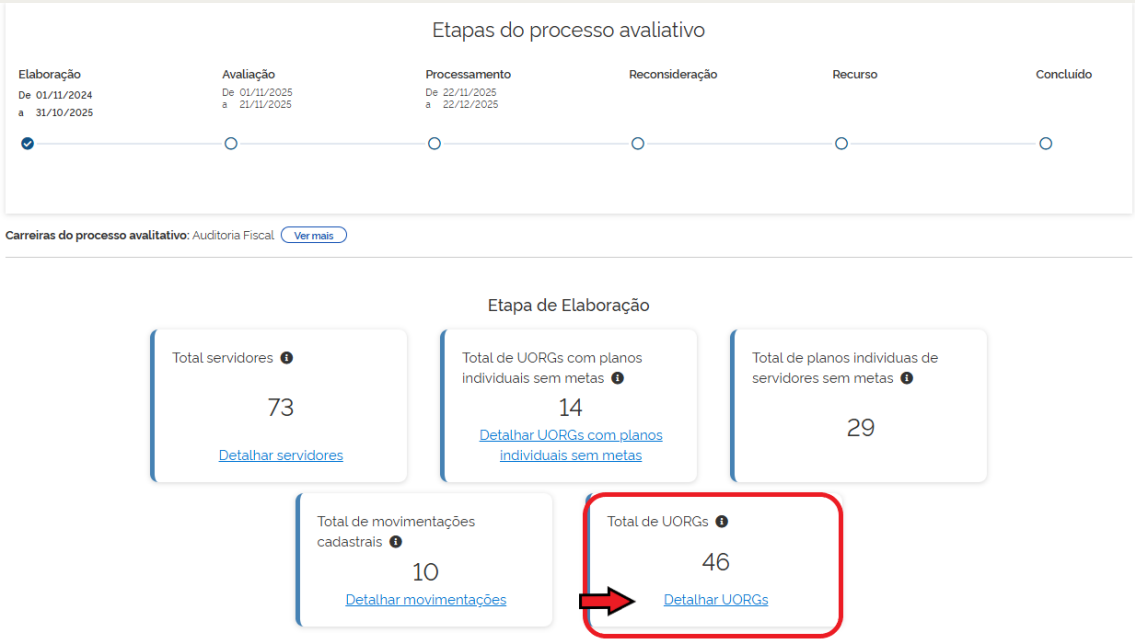 Etapas do processo avaliativo
Elaboração
De 01/11/2024
a 31/10/2025
Avaliação
De 01/11/2025
a 21/11/2025
Processamento
De 22/11/2025
a 22/12/2025
Reconsideração
Recurso
Concluído
Carreiras do processo avalitativo: Auditoria Fiscal Ver mais
Etapa de Elaboração
Total servidores
73
Detalhar servidores
Total de UORGs com planos
individuais sem metas
14
Detalhar UORGs com planos
individuais sem metas
Total de planos individuas de
servidores sem metas
29
Total de movimentações
cadastrais
10
Detalhar movimentações
Total de UORGs
46
Detalhar UORGs